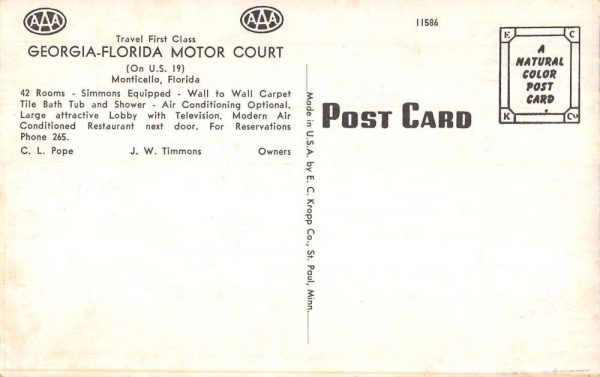 AAA
AAA
Travel First Class
GEORGIA-FLORIDA MOTOR COURT
(On U.S. 19)
Monticello, Florida
42 Rooms - Simmons Equipped - Wall to Wall Carpet
Tile Bath Tub and Shower - Air Conditioning Optional.
Large attractive Lobby with Television. Modern Air
Conditioned Restaurant next door. For Reservations
Phone 265.
C. L. Pope J. W. Timmons Owners
Made in U.S.A. by E. C. Kropp Co., St. Paul, Minn.
11586
POST CARD
E C
A
NATURAL
COLOR
POST
CARD
K Co